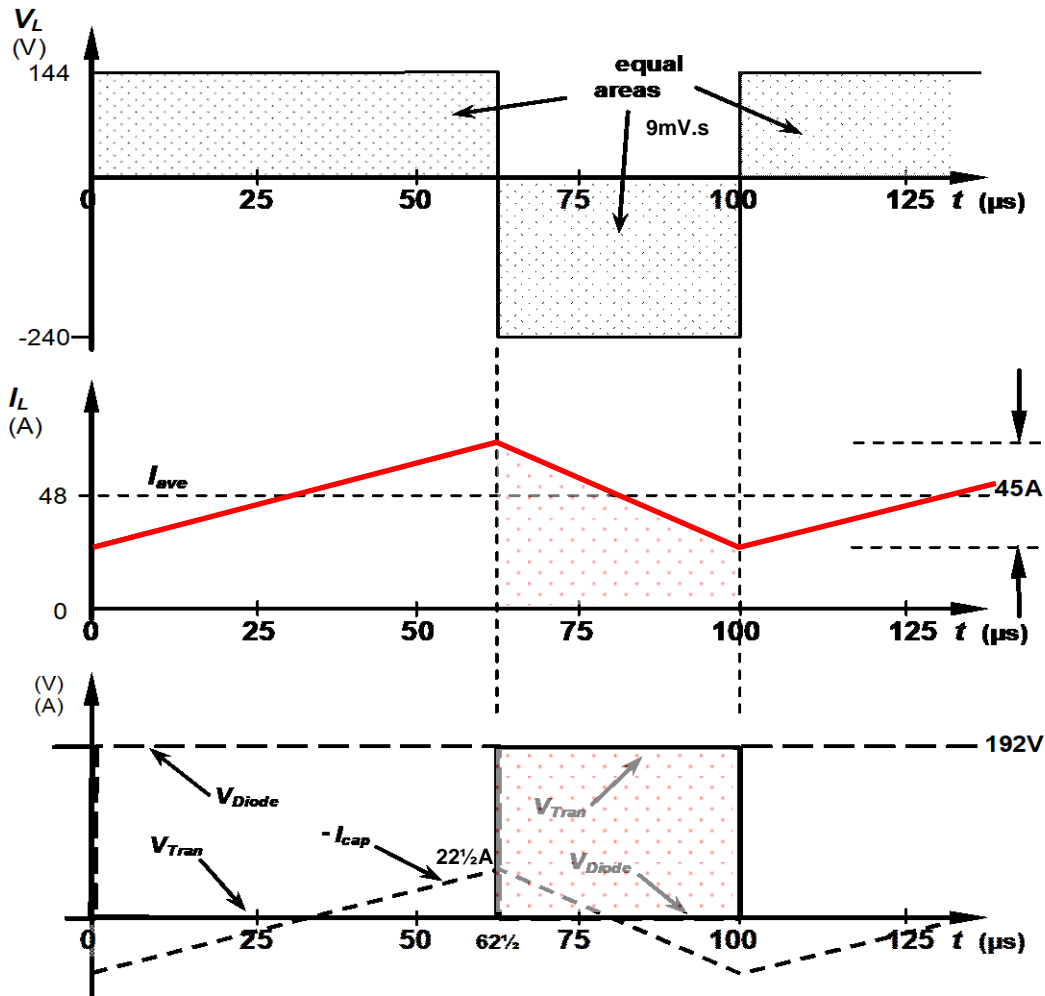 V_L
(V)
144
equal
areas
9mV.s
0 25 50 75 100 125 t (µs)
-240
I_L
(A)
I_ave
48
45A
0
0 25 50 75 100 125 t (µs)
(V)
(A)
192V
V_Diode
V_Tran
V_Tran
- I_cap
22½A
V_Diode
0 25 50 62½ 75 100 125 t (µs)